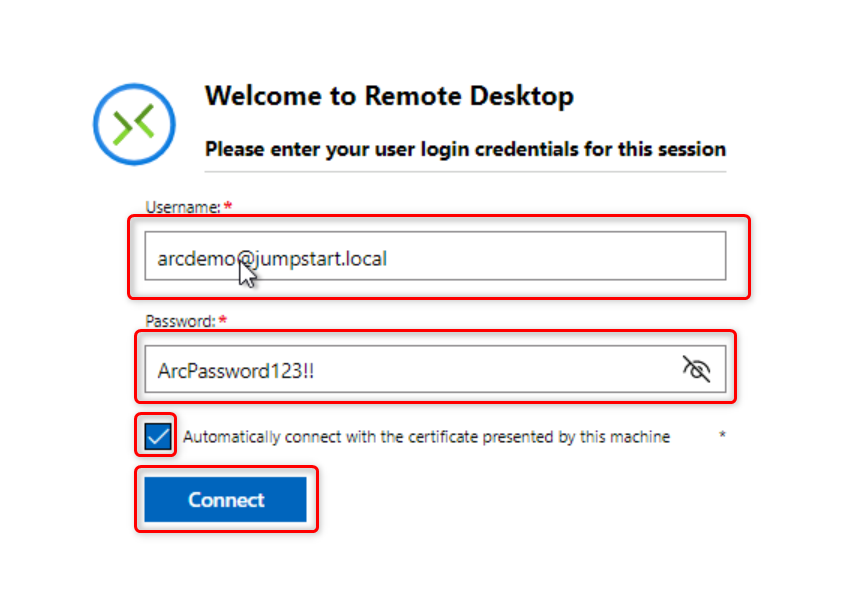 Welcome to Remote Desktop
Please enter your user login credentials for this session
Username: *
arcdemo@jumpstart.local
Password: *
ArcPassword123!!
Automatically connect with the certificate presented by this machine *
Connect